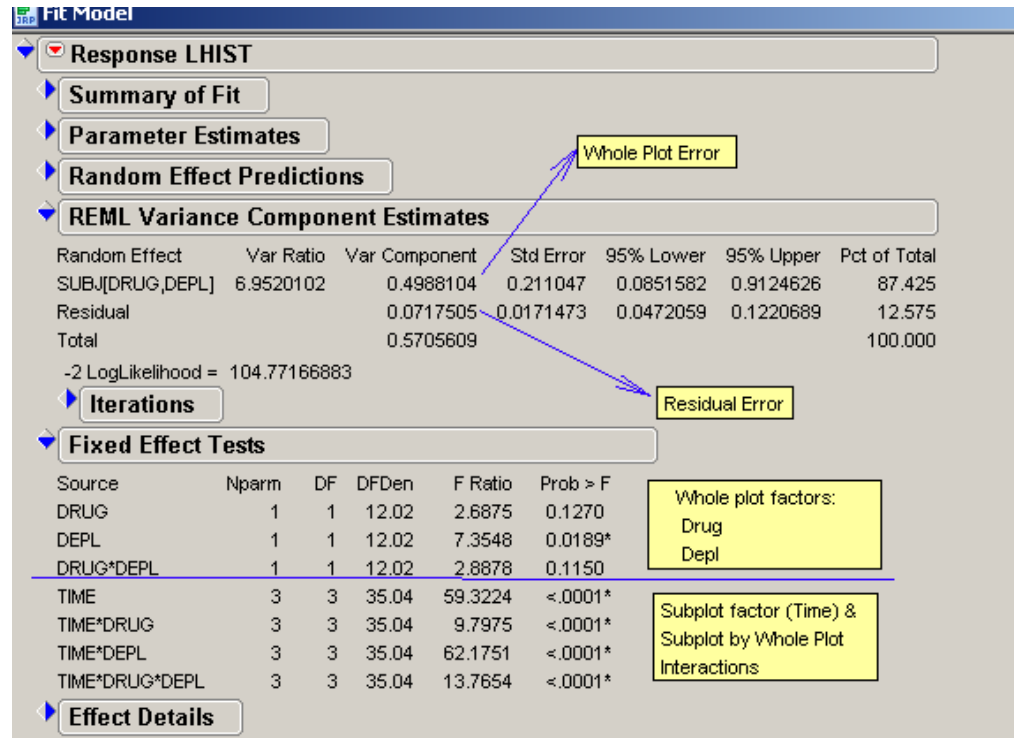 JRP Fit Model
Response LHIST
Summary of Fit
Parameter Estimates
Whole Plot Error
Random Effect Predictions
REML Variance Component Estimates
Random Effect Var Ratio Var Component Std Error 95% Lower 95% Upper Pct of Total
SUBJ[DRUG,DEPL] 6.9520102 0.4988104 0.211047 0.0851582 0.9124626 87.425
Residual 0.0717505 0.0171473 0.0472059 0.1220689 12.575
Total 0.5705609 100.000
-2 LogLikelihood = 104.77166883
Iterations
Residual Error
Fixed Effect Tests
Source Nparm DF DFDen F Ratio Prob > F
DRUG 1 1 12.02 2.6875 0.1270
DEPL 1 1 12.02 7.3548 0.0189*
DRUG*DEPL 1 1 12.02 2.8878 0.1150
Whole plot factors:
Drug
Depl
TIME 3 3 35.04 59.3224 <.0001*
TIME*DRUG 3 3 35.04 9.7975 <.0001*
TIME*DEPL 3 3 35.04 62.1751 <.0001*
TIME*DRUG*DEPL 3 3 35.04 13.7654 <.0001*
Subplot factor (Time) &
Subplot by Whole Plot
Interactions
Effect Details